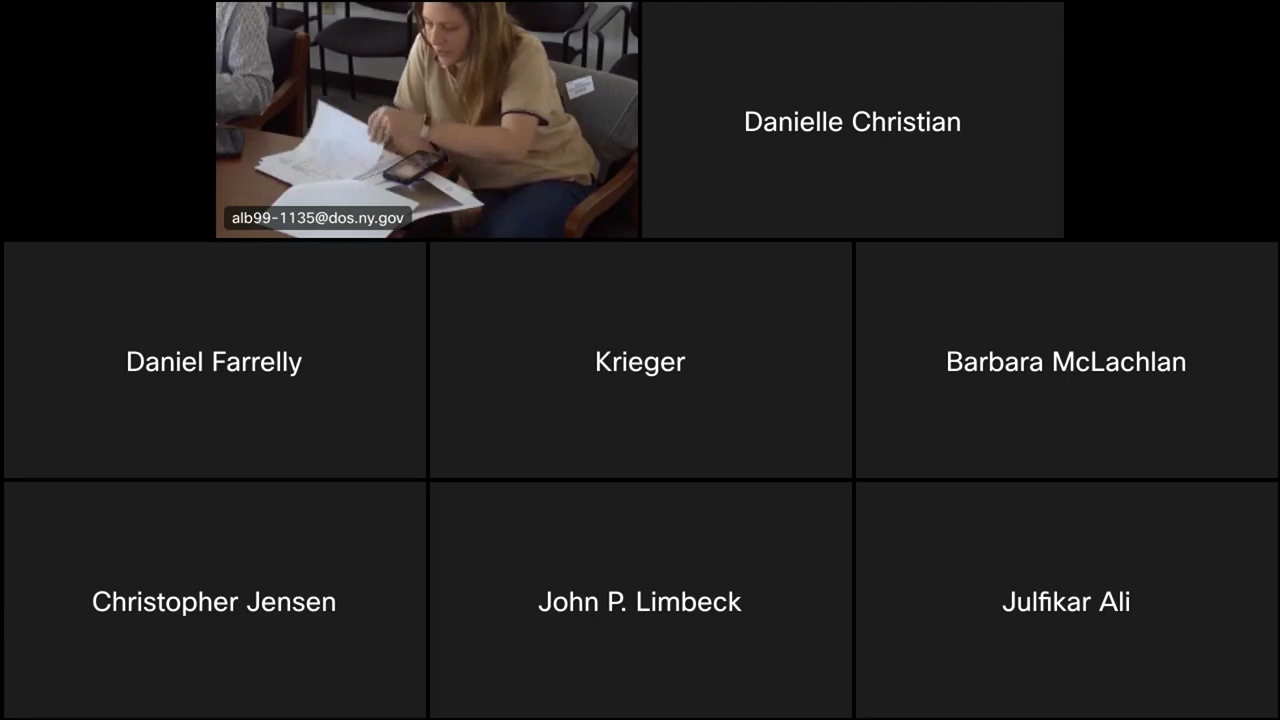 alb99-1135@dos.ny.gov
Danielle Christian
Daniel Farrelly
Krieger
Barbara McLachlan
Christopher Jensen
John P. Limbeck
Julfikar Ali